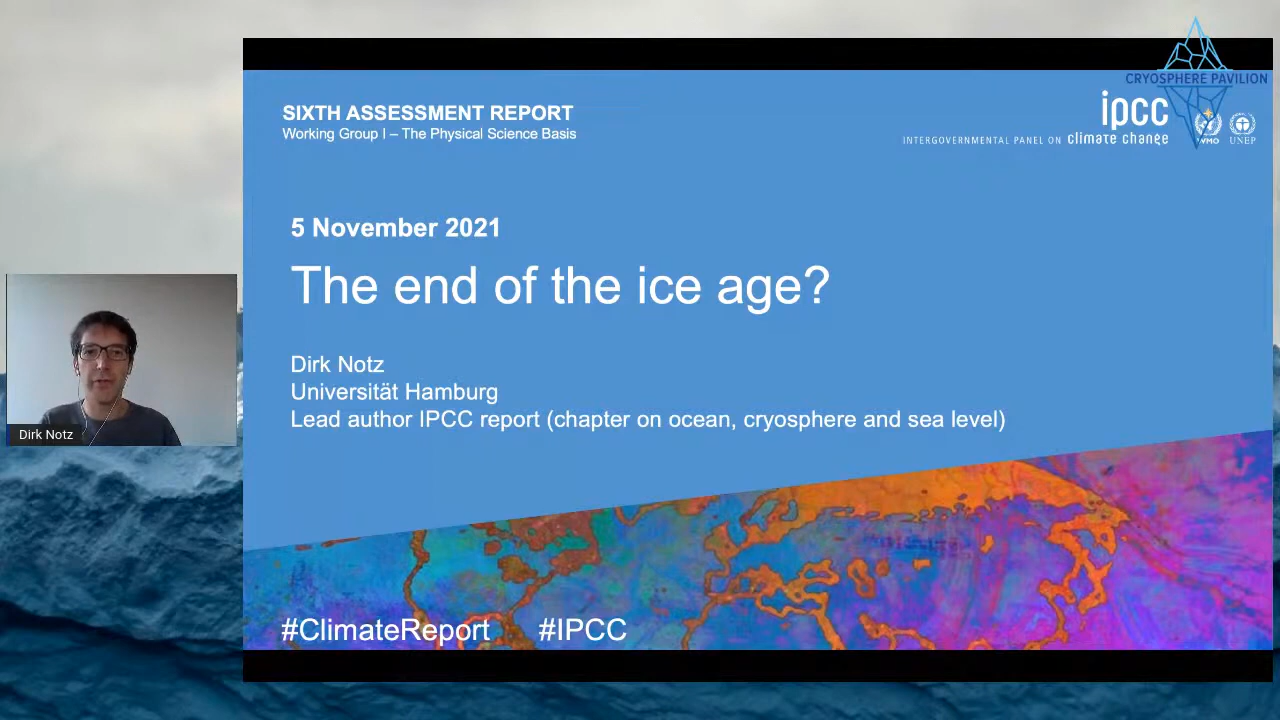 CRYOSPHERE PAVILION
SIXTH ASSESSMENT REPORT
Working Group I – The Physical Science Basis
ipcc
INTERGOVERNMENTAL PANEL ON climate change
WMO
UNEP
5 November 2021
The end of the ice age?
Dirk Notz
Universität Hamburg
Lead author IPCC report (chapter on ocean, cryosphere and sea level)
Dirk Notz
#ClimateReport #IPCC